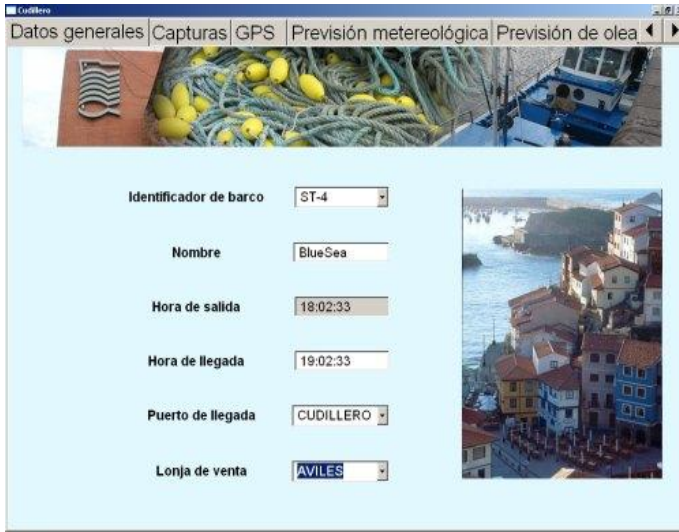 Cudillero
Datos generales Capturas GPS Previsión metereológica Previsión de olea
Identificador de barco ST-4
Nombre BlueSea
Hora de salida 18:02:33
Hora de llegada 19:02:33
Puerto de llegada CUDILLERO
Lonja de venta AVILES